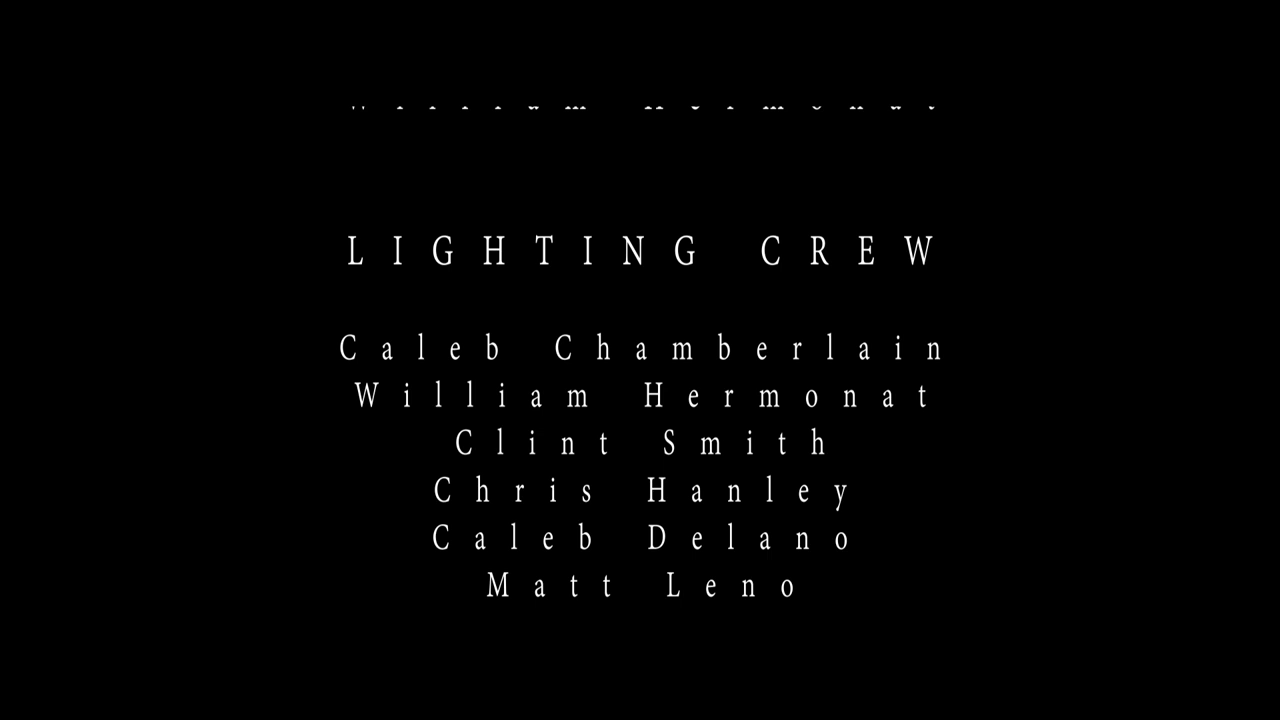 LIGHTING CREW
Caleb Chamberlain
William Hermonat
Clint Smith
Chris Hanley
Caleb Delano
Matt Leno